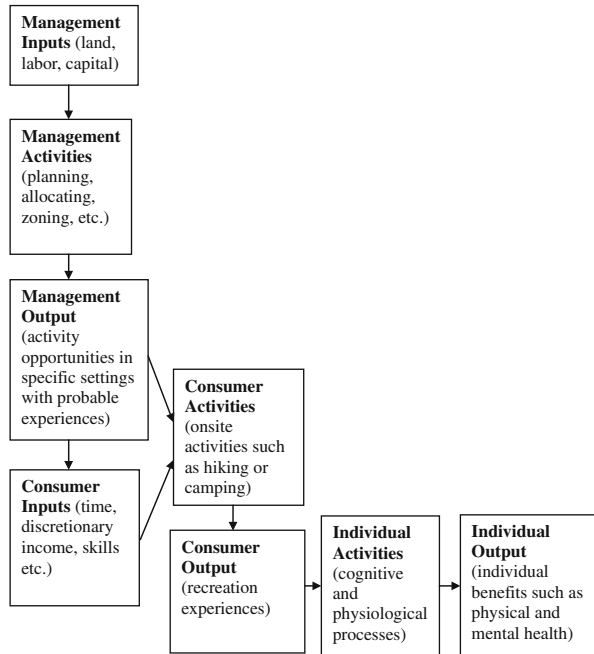 Management
Inputs (land,
labor, capital)
Management
Activities
(planning,
allocating,
zoning, etc.)
Management
Output
(activity
opportunities in
specific settings
with probable
experiences)
Consumer
Activities
(onsite
activities such
as hiking or
camping)
Consumer
Inputs (time,
discretionary
income, skills
etc.)
Consumer
Output
(recreation
experiences)
Individual
Activities
(cognitive
and
physiological
processes)
Individual
Output
(individual
benefits such as
physical and
mental health)